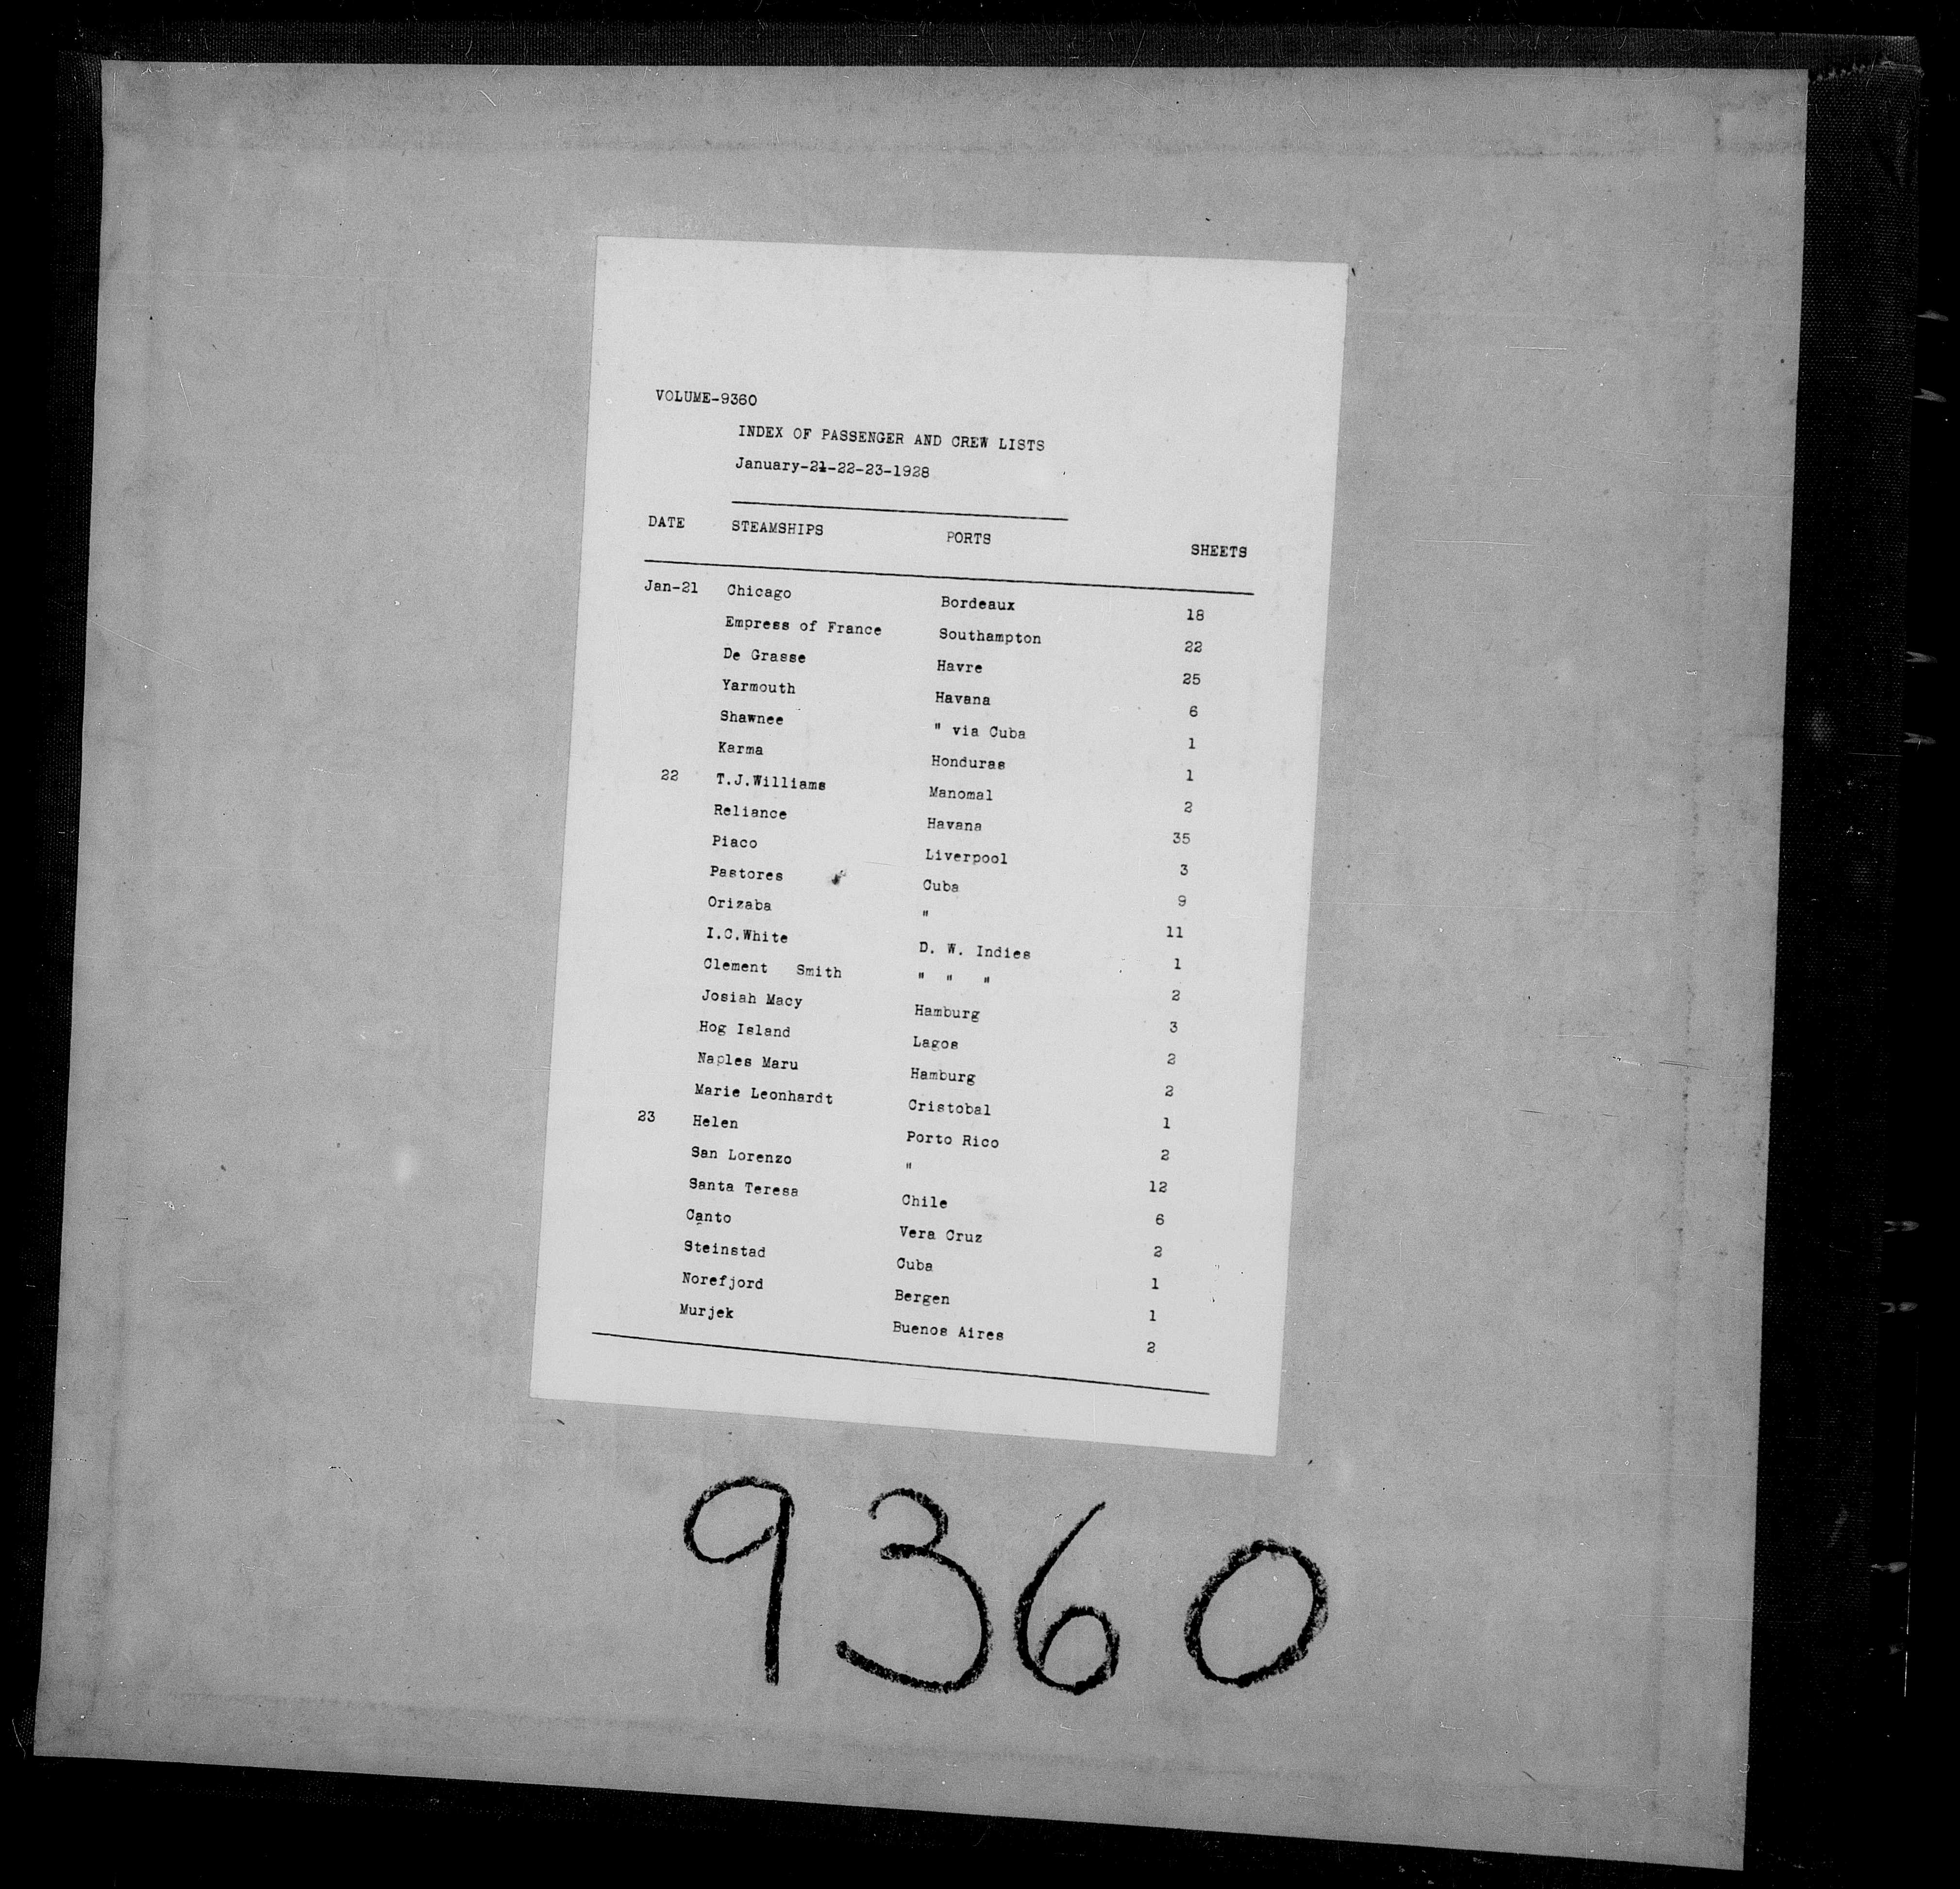 VOLUME-9360
INDEX OF PASSENGER AND CREW LISTS
January-21-22-23-1928
DATE STEAMSHIPS PORTS SHEETS
Jan-21 Chicago Bordeaux 18
Empress of France Southampton 22
De Grasse Havre 25
Yarmouth Havana 6
Shawnee " via Cuba 1
Karma Honduras 1
22 T.J.Williams Manomal 2
Reliance Havana 35
Piaco Liverpool 3
Pastores Cuba 9
Orizaba " 11
I.C.White D. W. Indies 1
Clement Smith " " " 2
Josiah Macy Hamburg 3
Hog Island Lagos 2
Naples Maru Hamburg 2
Marie Leonhardt Cristobal 1
23 Helen Porto Rico 2
San Lorenzo " 12
Santa Teresa Chile 6
Canto Vera Cruz 2
Steinstad Cuba 1
Norefjord Bergen 1
Murjek Buenos Aires 2
9360